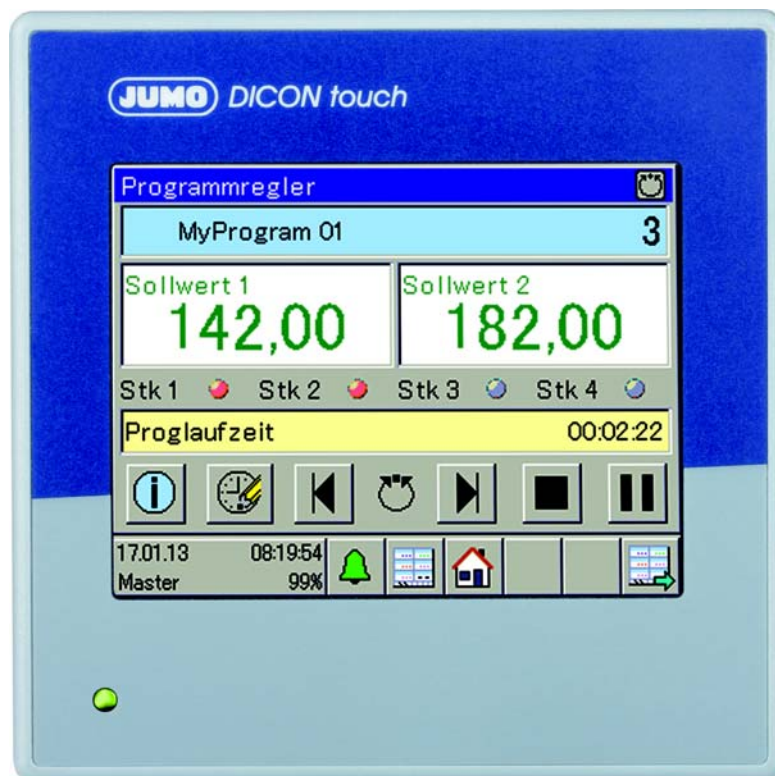 JUMO DICON touch
Programmregler
MyProgram 01 3
Sollwert 1 Sollwert 2
142,00 182,00
Stk 1 Stk 2 Stk 3 Stk 4
Proglaufzeit 00:02:22
17.01.13 08:19:54
Master 99%